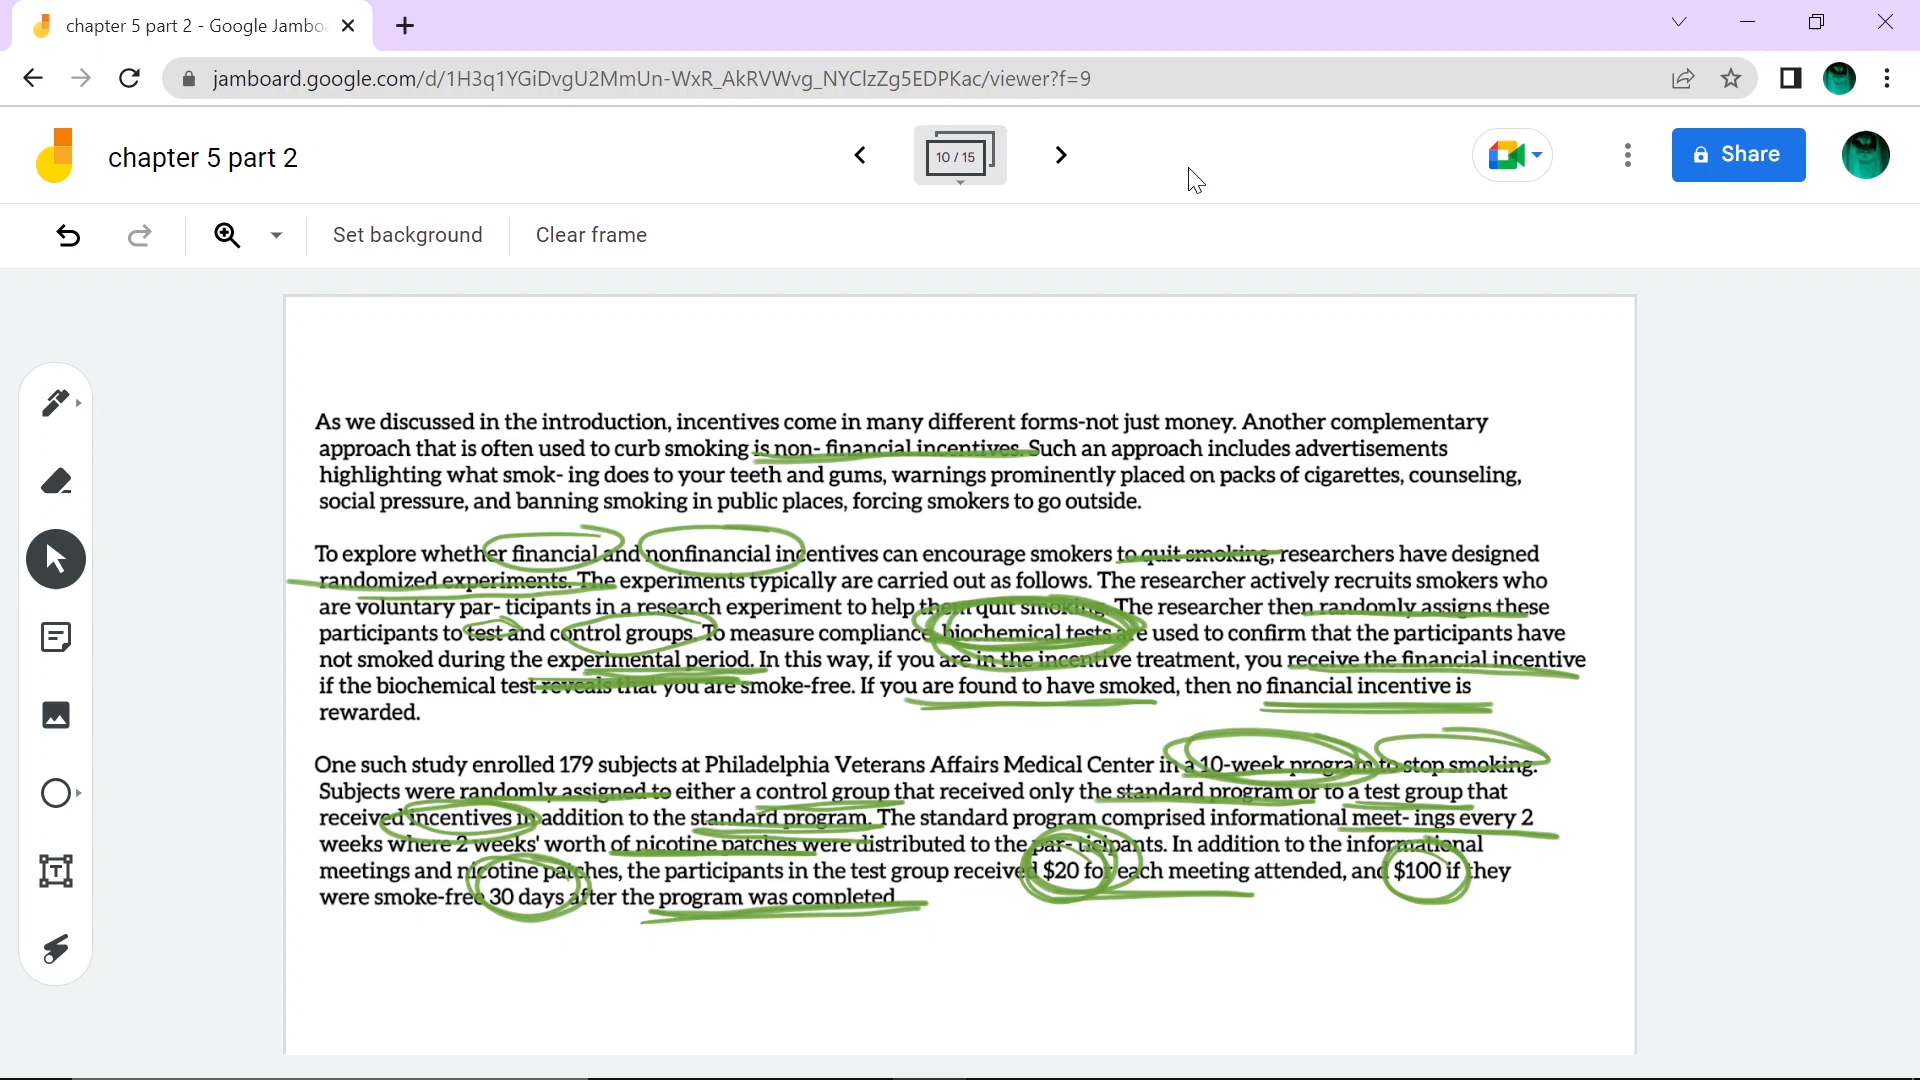 chapter 5 part 2 - Google Jambo
jamboard.google.com/d/1H3q1YGiDvgU2MmUn-WxR_AkRVWvg_NYClzZg5EDPKac/viewer?f=9
chapter 5 part 2
10 / 15
Share
Set background
Clear frame
As we discussed in the introduction, incentives come in many different forms-not just money. Another complementary
approach that is often used to curb smoking is non- financial incentives. Such an approach includes advertisements
highlighting what smok- ing does to your teeth and gums, warnings prominently placed on packs of cigarettes, counseling,
social pressure, and banning smoking in public places, forcing smokers to go outside.
To explore whether financial and nonfinancial incentives can encourage smokers to quit smoking, researchers have designed
randomized experiments. The experiments typically are carried out as follows. The researcher actively recruits smokers who
are voluntary par- ticipants in a research experiment to help them quit smoking. The researcher then randomly assigns these
participants to test and control groups. To measure compliance, biochemical tests are used to confirm that the participants have
not smoked during the experimental period. In this way, if you are in the incentive treatment, you receive the financial incentive
if the biochemical test reveals that you are smoke-free. If you are found to have smoked, then no financial incentive is
rewarded.
One such study enrolled 179 subjects at Philadelphia Veterans Affairs Medical Center in a 10-week program to stop smoking.
Subjects were randomly assigned to either a control group that received only the standard program or to a test group that
received incentives in addition to the standard program. The standard program comprised informational meet- ings every 2
weeks where 2 weeks' worth of nicotine patches were distributed to the par- ticipants. In addition to the informational
meetings and nicotine patches, the participants in the test group received $20 for each meeting attended, and $100 if they
were smoke-free 30 days after the program was completed